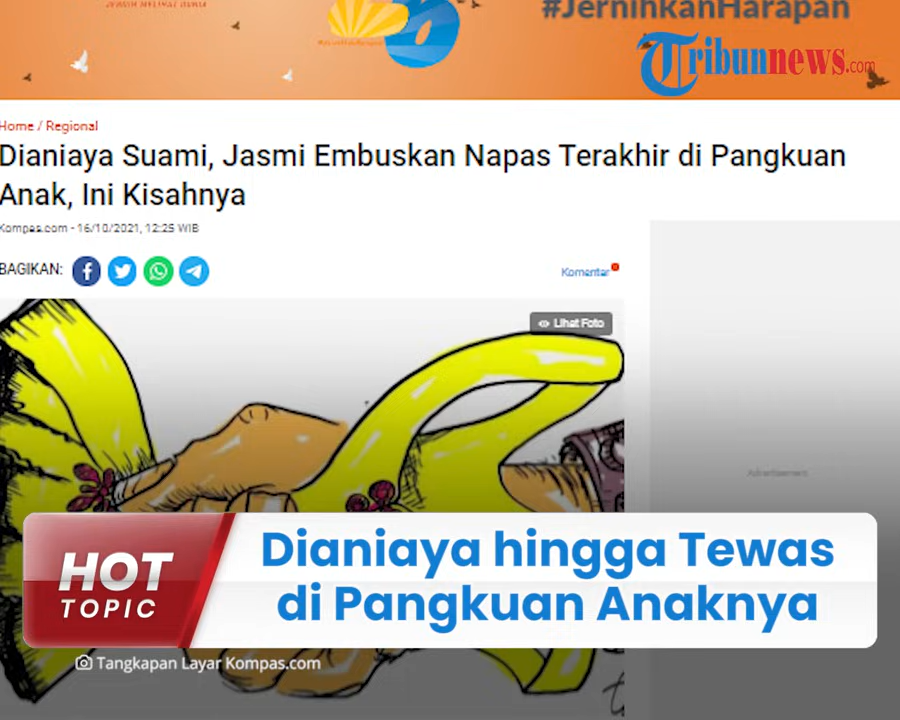 #JernihkanHarapan
Tribunnews.com
Home / Regional
Dianiaya Suami, Jasmi Embuskan Napas Terakhir di Pangkuan
Anak, Ini Kisahnya
Kompas.com - 16/10/2021, 12:25 WIB
BAGIKAN:
Komentar
Lihat Foto
Advertisement
HOT
TOPIC
Dianiaya hingga Tewas
di Pangkuan Anaknya
Tangkapan Layar Kompas.com